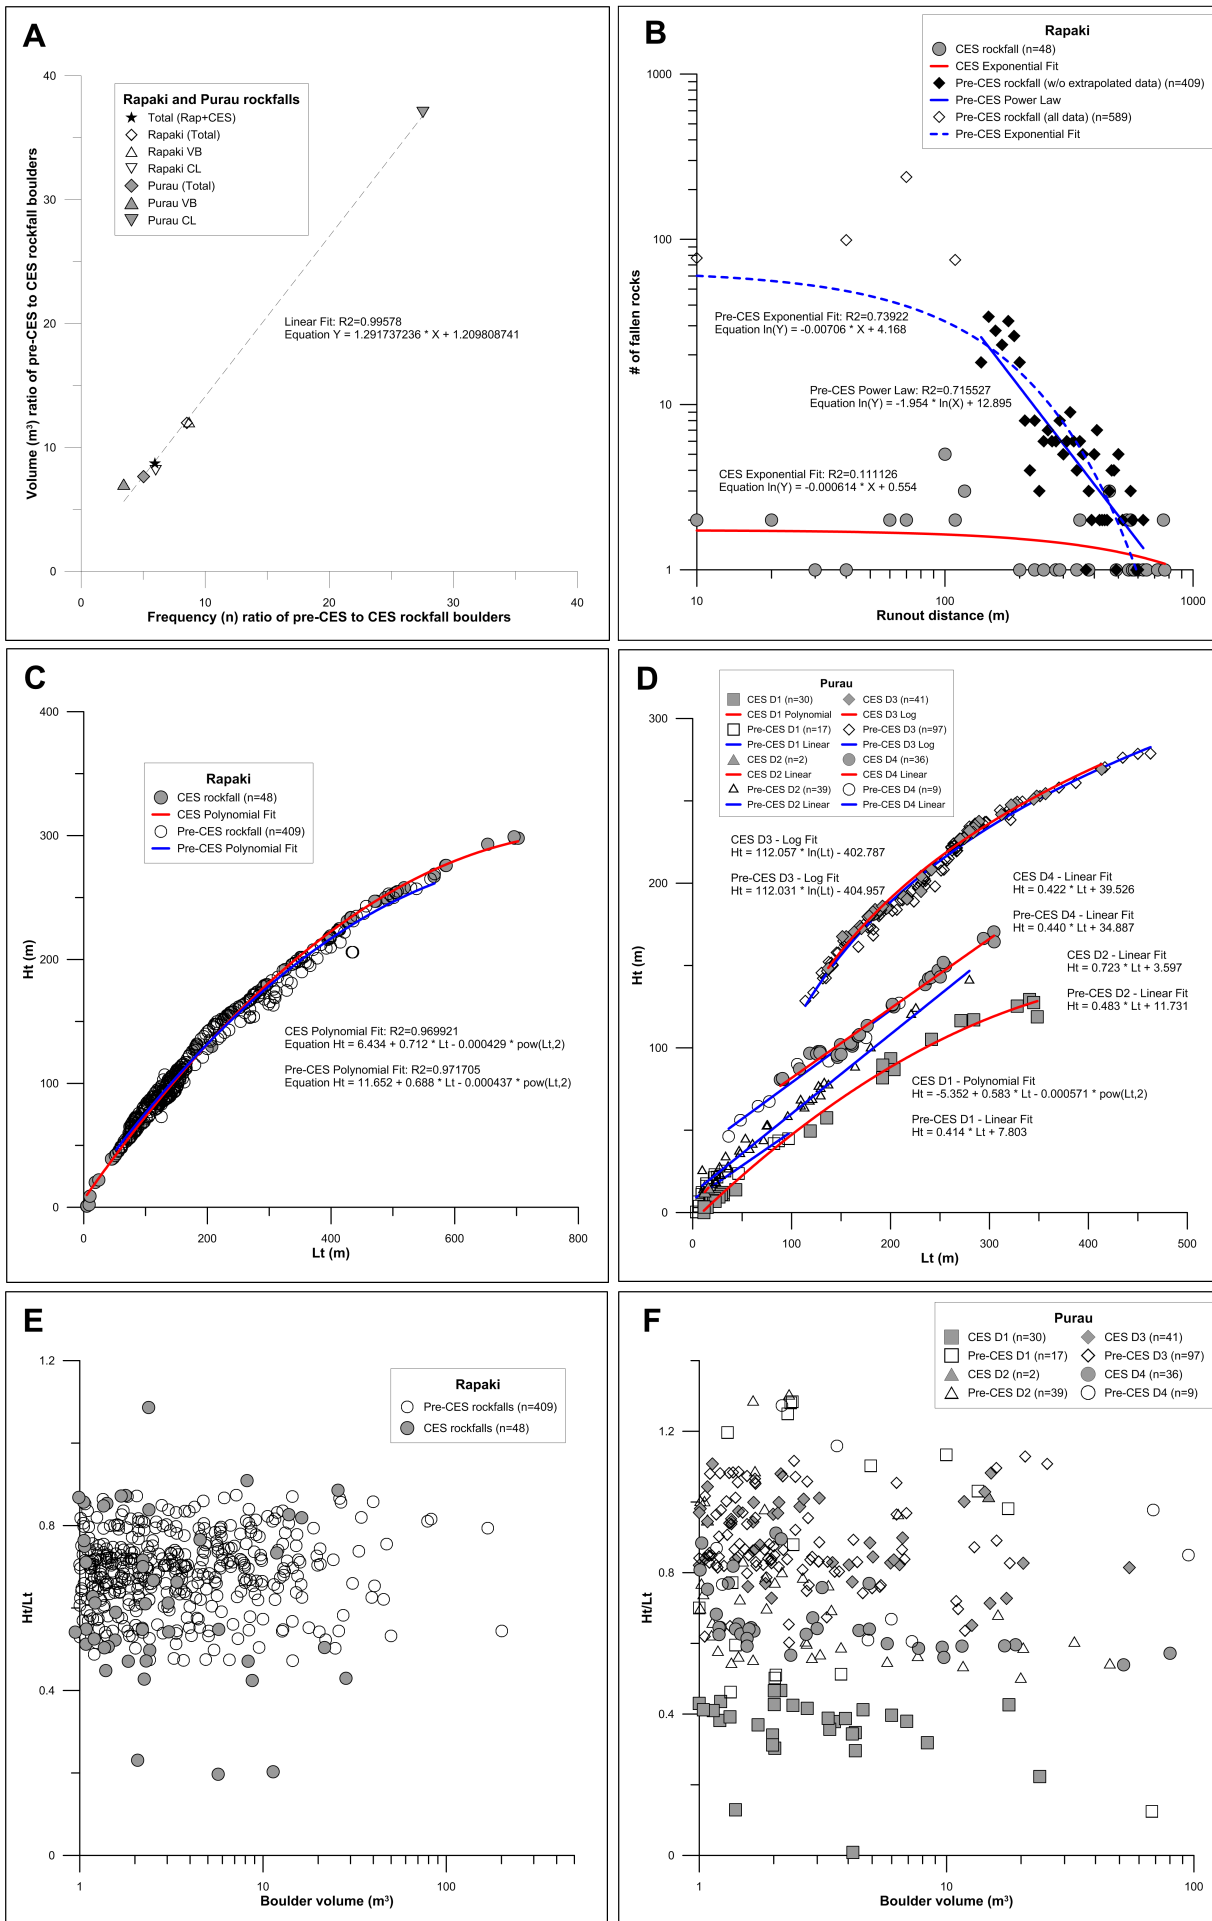 A
40
30
20
10
0
0
10
20
30
40
Volume (m³) ratio of pre-CES to CES rockfall boulders
Frequency (n) ratio of pre-CES to CES rockfall boulders
Rapaki and Purau rockfalls
Total (Rap+CES)
Rapaki (Total)
Rapaki VB
Rapaki CL
Purau (Total)
Purau VB
Purau CL
Linear Fit: R2=0.99578
Equation Y = 1.291737236 * X + 1.209808741
B
Rapaki
CES rockfall (n=48)
CES Exponential Fit
Pre-CES rockfall (w/o extrapolated data) (n=409)
Pre-CES Power Law
Pre-CES rockfall (all data) (n=589)
Pre-CES Exponential Fit
1000
100
10
1
10
100
1000
# of fallen rocks
Runout distance (m)
Pre-CES Exponential Fit: R2=0.73922
Equation ln(Y) = -0.00706 * X + 4.168
Pre-CES Power Law: R2=0.715527
Equation ln(Y) = -1.954 * ln(X) + 12.895
CES Exponential Fit: R2=0.111126
Equation ln(Y) = -0.000614 * X + 0.554
C
400
300
200
100
0
0
200
400
600
800
Ht (m)
Lt (m)
Rapaki
CES rockfall (n=48)
CES Polynomial Fit
Pre-CES rockfall (n=409)
Pre-CES Polynomial Fit
CES Polynomial Fit: R2=0.969921
Equation Ht = 6.434 + 0.712 * Lt - 0.000429 * pow(Lt,2)
Pre-CES Polynomial Fit: R2=0.971705
Equation Ht = 11.652 + 0.688 * Lt - 0.000437 * pow(Lt,2)
D
Purau
CES D1 (n=30)
CES D1 Polynomial
Pre-CES D1 (n=17)
Pre-CES D1 Linear
CES D2 (n=2)
CES D2 Linear
Pre-CES D2 (n=39)
Pre-CES D2 Linear
CES D3 (n=41)
CES D3 Log
Pre-CES D3 (n=97)
Pre-CES D3 Log
CES D4 (n=36)
CES D4 Linear
Pre-CES D4 (n=9)
Pre-CES D4 Linear
300
200
100
0
0
100
200
300
400
500
Ht (m)
Lt (m)
CES D3 - Log Fit
Ht = 112.057 * ln(Lt) - 402.787
Pre-CES D3 - Log Fit
Ht = 112.031 * ln(Lt) - 404.957
CES D4 - Linear Fit
Ht = 0.422 * Lt + 39.526
Pre-CES D4 - Linear Fit
Ht = 0.440 * Lt + 34.887
CES D2 - Linear Fit
Ht = 0.723 * Lt + 3.597
Pre-CES D2 - Linear Fit
Ht = 0.483 * Lt + 11.731
CES D1 - Polynomial Fit
Ht = -5.352 + 0.583 * Lt - 0.000571 * pow(Lt,2)
Pre-CES D1 - Linear Fit
Ht = 0.414 * Lt + 7.803
E
1.2
0.8
0.4
0
1
10
100
Ht/Lt
Boulder volume (m³)
Rapaki
Pre-CES rockfalls (n=409)
CES rockfalls (n=48)
F
Purau
CES D1 (n=30)
Pre-CES D1 (n=17)
CES D2 (n=2)
Pre-CES D2 (n=39)
CES D3 (n=41)
Pre-CES D3 (n=97)
CES D4 (n=36)
Pre-CES D4 (n=9)
1.2
0.8
0.4
0
1
10
100
Ht/Lt
Boulder volume (m³)